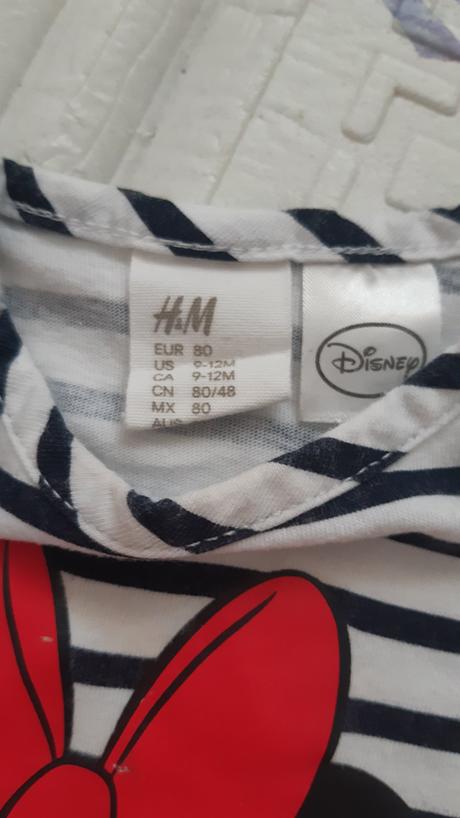 H&M
EUR 80
US 9-12M
CA 9-12M
CN 80/48
MX 80
Disney